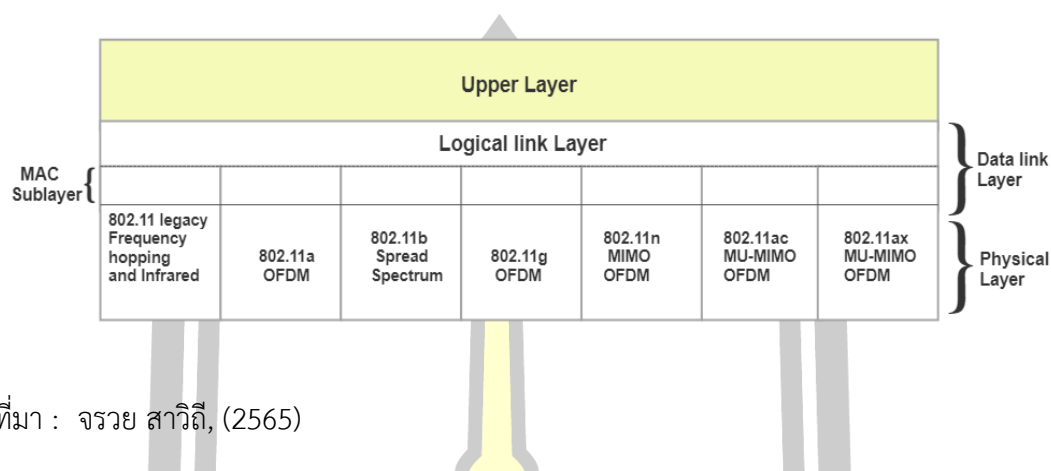 Upper Layer
Logical link Layer
MAC
Sublayer
Data link
Layer
802.11 legacy
Frequency
hopping
and Infrared
802.11a
OFDM
802.11b
Spread
Spectrum
802.11g
OFDM
802.11n
MIMO
OFDM
802.11ac
MU-MIMO
OFDM
802.11ax
MU-MIMO
OFDM
Physical
Layer
ที่มา : จรวย สาวิถี, (2565)